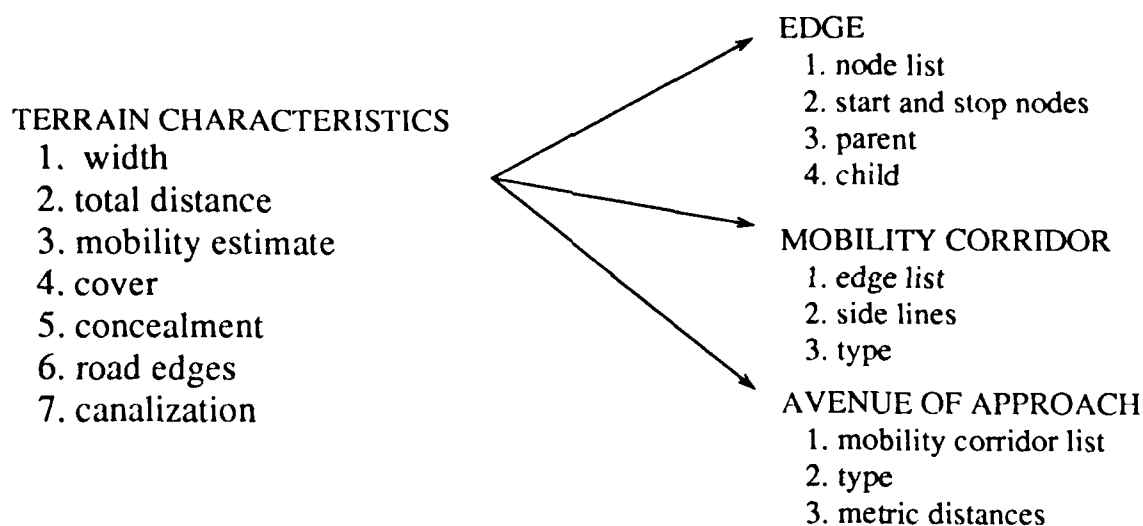 TERRAIN CHARACTERISTICS
1. width
2. total distance
3. mobility estimate
4. cover
5. concealment
6. road edges
7. canalization
EDGE
1. node list
2. start and stop nodes
3. parent
4. child
MOBILITY CORRIDOR
1. edge list
2. side lines
3. type
AVENUE OF APPROACH
1. mobility corridor list
2. type
3. metric distances